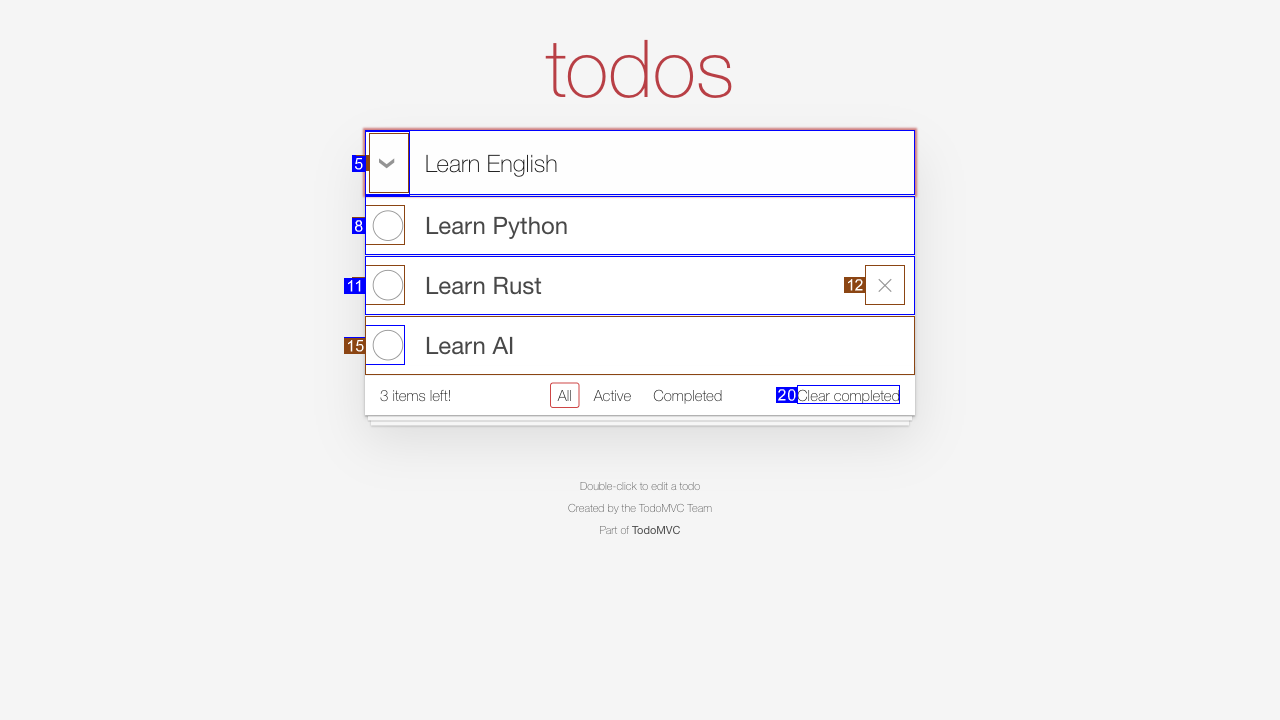 todos
5 Learn English
8 Learn Python
11 Learn Rust 12
15 Learn AI
3 items left! All Active Completed 20 Clear completed
Double-click to edit a todo
Created by the TodoMVC Team
Part of TodoMVC